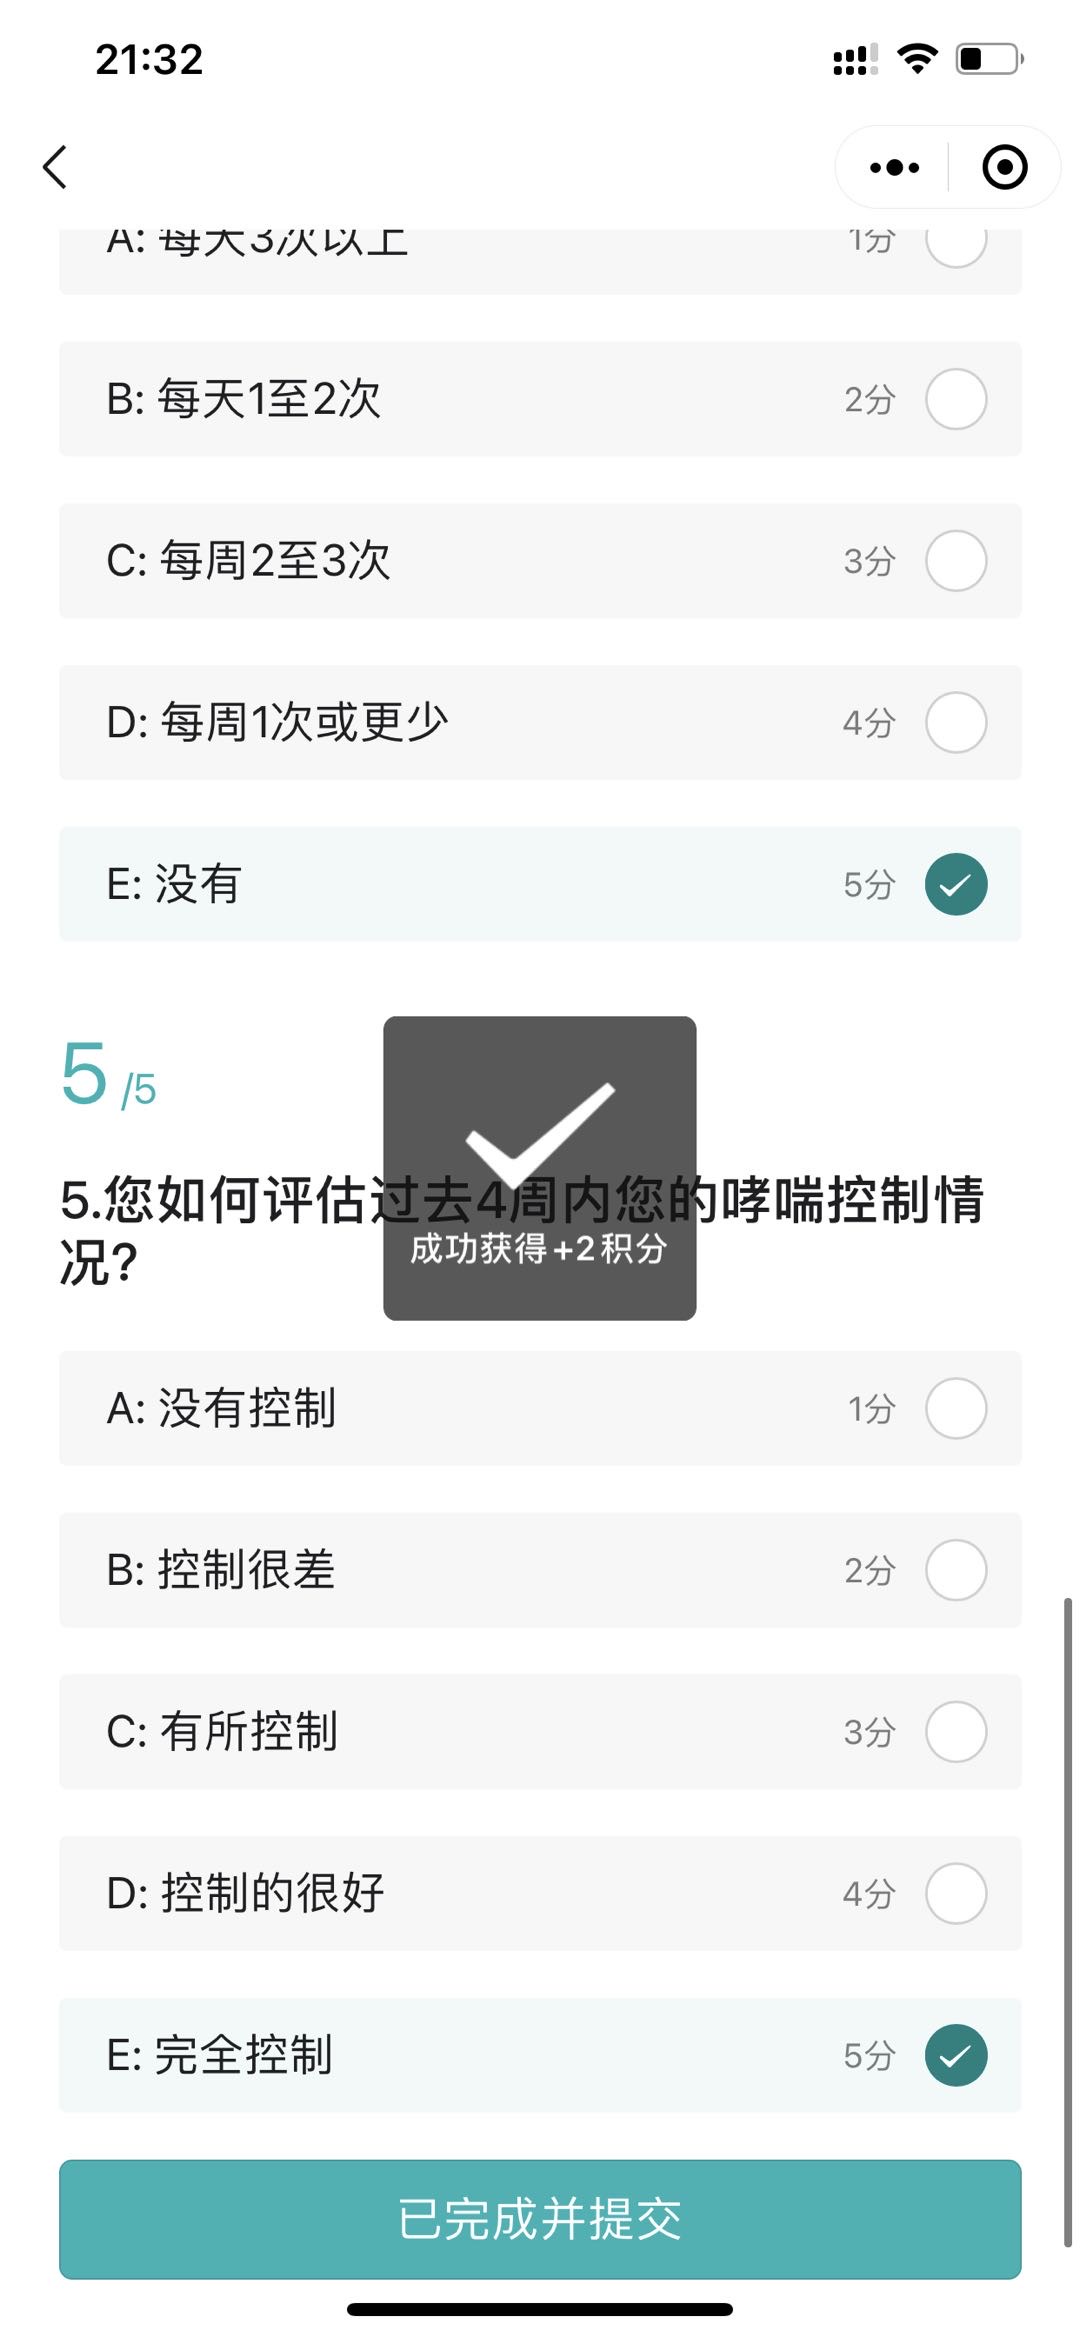 21:32
A: 每天3次以上
1分
B: 每天1至2次
2分
C: 每周2至3次
3分
D: 每周1次或更少
4分
E: 没有
5分
5 /5
5.您如何评估过去4周内您的哮喘控制情
况?
成功获得+2积分
A: 没有控制
1分
B: 控制很差
2分
C: 有所控制
3分
D: 控制的很好
4分
E: 完全控制
5分
已完成并提交